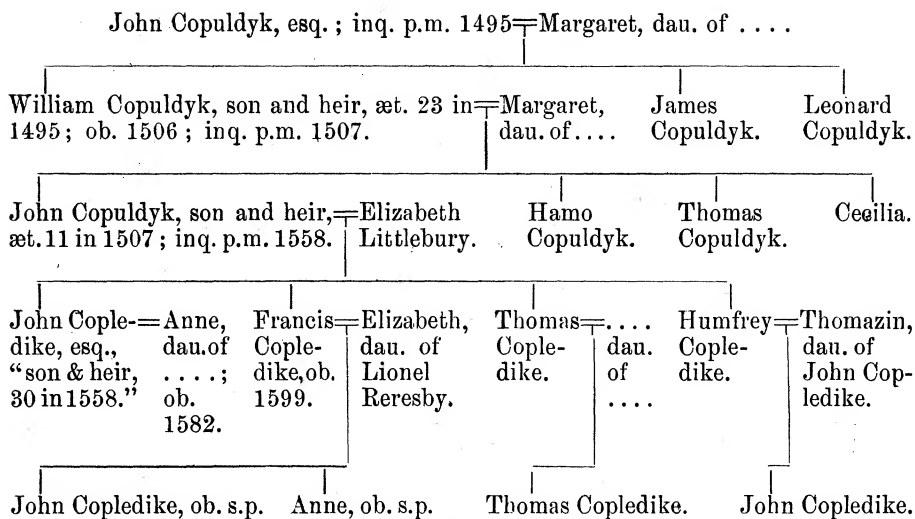 John Copuldyk, esq. ; inq. p.m. 1495=Margaret, dau. of . . . .
William Copuldyk, son and heir, æt. 23 in=Margaret, James Leonard
1495; ob. 1506 ; inq. p.m. 1507. dau. of . . . . Copuldyk. Copuldyk.
John Copuldyk, son and heir,=Elizabeth Hamo Thomas Cecilia.
æt. 11 in 1507 ; inq. p.m. 1558. Littlebury. Copuldyk. Copuldyk.
John Cople-=Anne, Francis=Elizabeth, Thomas=. . . . Humfrey=Thomazin,
dike, esq., dau. of Cople- dau. of Cople- dau. Cople- dau. of
“son & heir, . . . . ; dike, ob. Lionel dike. of dike. John Cop-
30 in 1558.” ob. 1599. Reresby. . . . . ledike.
1582.
John Copledike, ob. s.p. Anne, ob. s.p. Thomas Copledike. John Copledike.